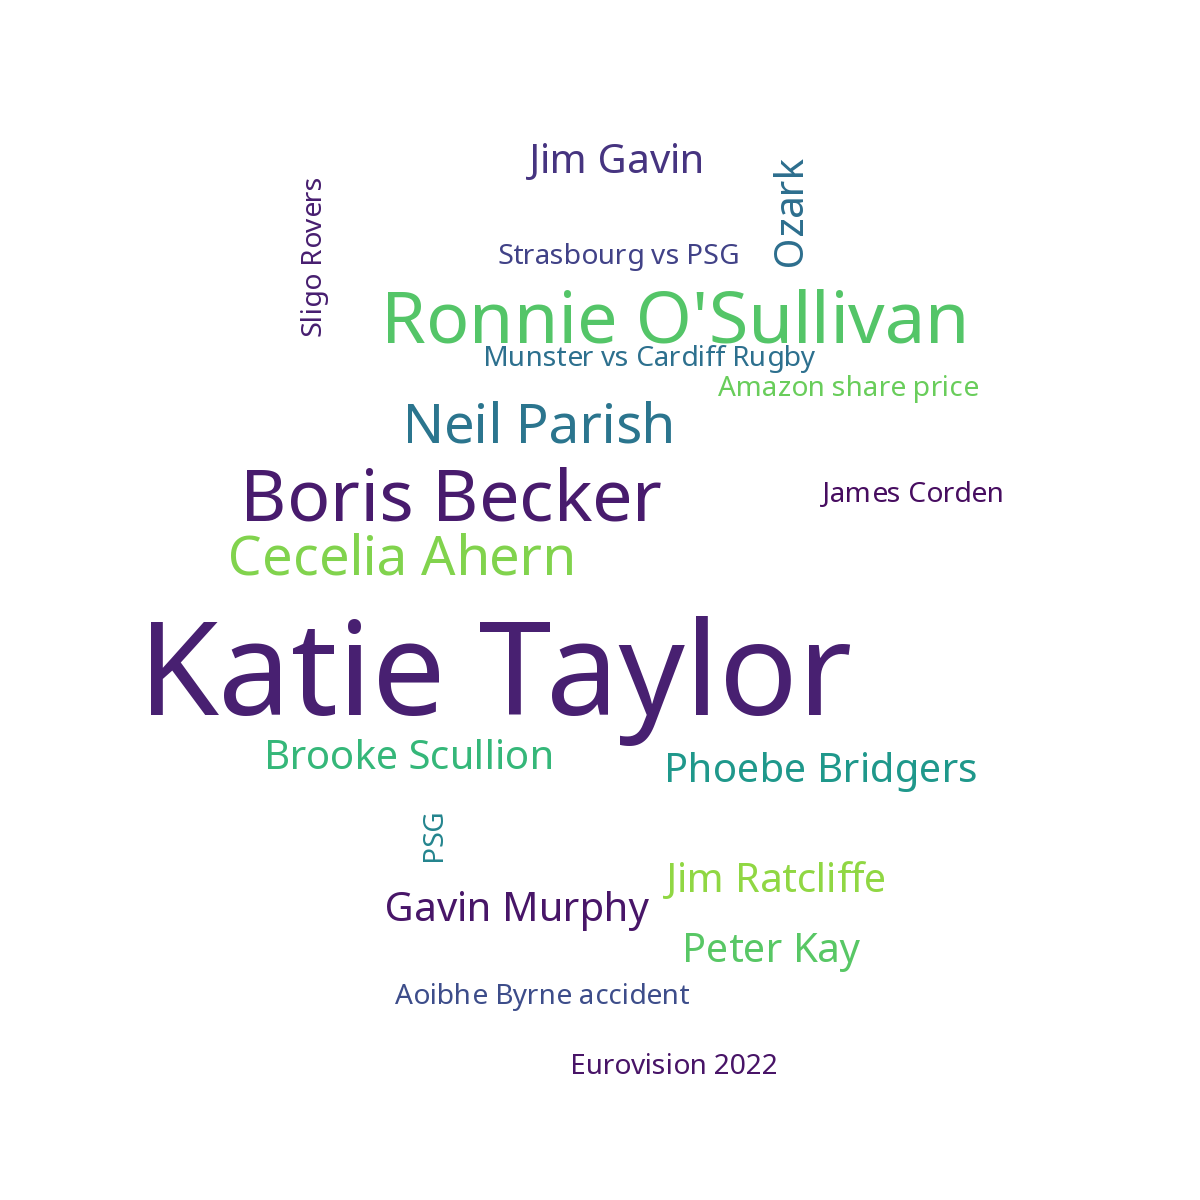 Jim Gavin
Ozark
Sligo Rovers
Strasbourg vs PSG
Ronnie O'Sullivan
Munster vs Cardiff Rugby
Amazon share price
Neil Parish
Boris Becker
James Corden
Cecelia Ahern
Katie Taylor
Brooke Scullion
Phoebe Bridgers
PSG
Jim Ratcliffe
Gavin Murphy
Peter Kay
Aoibhe Byrne accident
Eurovision 2022